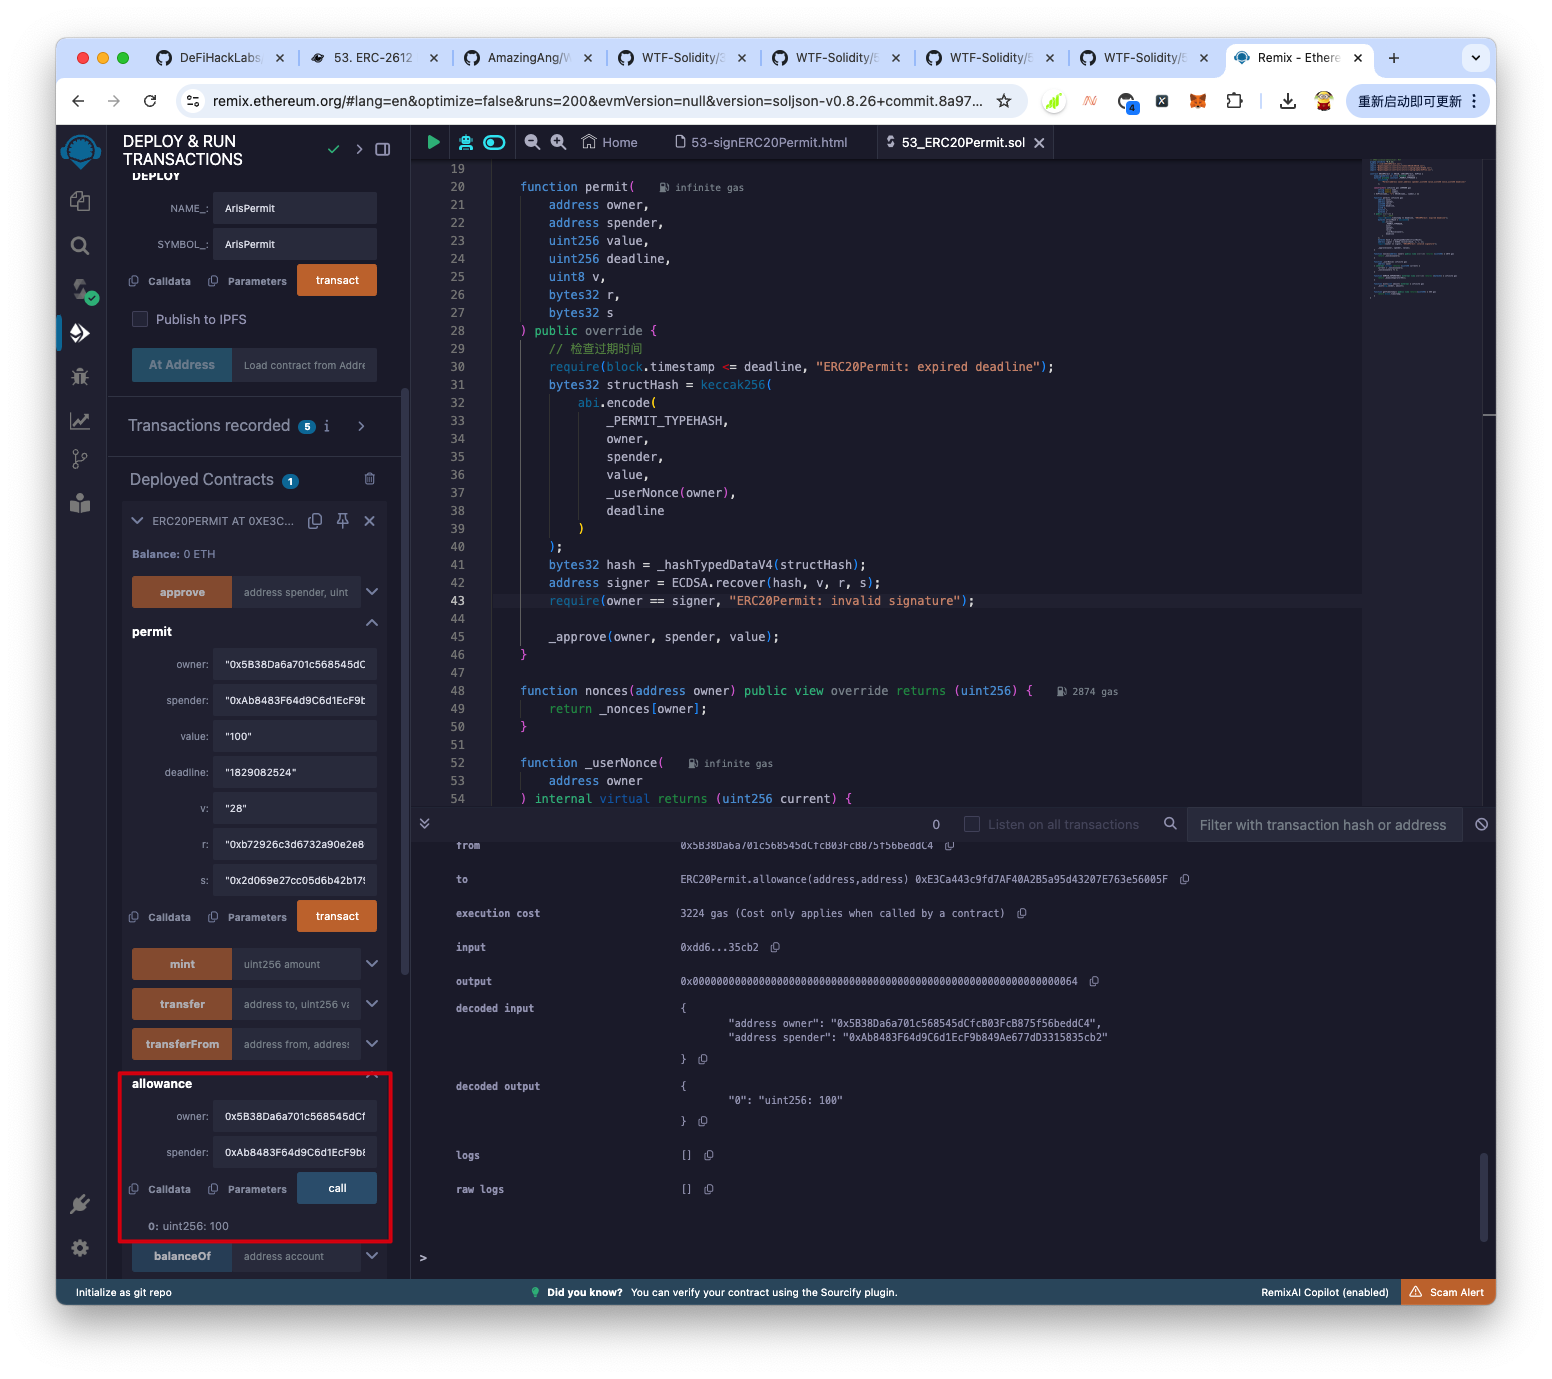 DeFiHackLabs
53. ERC-2612
AmazingAng/W
WTF-Solidity/3
WTF-Solidity/5
WTF-Solidity/5
WTF-Solidity/5
Remix - Ethere
remix.ethereum.org/#lang=en&optimize=false&runs=200&evmVersion=null&version=soljson-v0.8.26+commit.8a97...
4
重新启动即可更新
DEPLOY & RUN
TRANSACTIONS
DEPLOY
NAME_:
ArisPermit
SYMBOL_:
ArisPermit
Calldata
Parameters
transact
Publish to IPFS
At Address
Load contract from Addre
Transactions recorded 5 i
Deployed Contracts 1
ERC20PERMIT AT 0XE3C...
Balance: 0 ETH
approve
address spender, uint
permit
owner:
"0x5B38Da6a701c568545dC
spender:
"0xAb8483F64d9C6d1EcF9b
value:
"100"
deadline:
"1829082524"
v:
"28"
r:
"0xb72926c3d6732a90e2e8
s:
"0x2d069e27cc05d6b42b179
Calldata
Parameters
transact
mint
uint256 amount
transfer
address to, uint256 va
transferFrom
address from, address
allowance
owner:
0x5B38Da6a701c568545dCf
spender:
0xAb8483F64d9C6d1EcF9b8
Calldata
Parameters
call
0: uint256: 100
balanceOf
address account
Home
53-signERC20Permit.html
53_ERC20Permit.sol
19
20 function permit( infinite gas
21 address owner,
22 address spender,
23 uint256 value,
24 uint256 deadline,
25 uint8 v,
26 bytes32 r,
27 bytes32 s
28 ) public override {
29 // 检查过期时间
30 require(block.timestamp <= deadline, "ERC20Permit: expired deadline");
31 bytes32 structHash = keccak256(
32 abi.encode(
33 _PERMIT_TYPEHASH,
34 owner,
35 spender,
36 value,
37 _userNonce(owner),
38 deadline
39 )
40 );
41 bytes32 hash = _hashTypedDataV4(structHash);
42 address signer = ECDSA.recover(hash, v, r, s);
43 require(owner == signer, "ERC20Permit: invalid signature");
44
45 _approve(owner, spender, value);
46 }
47
48 function nonces(address owner) public view override returns (uint256) { 2874 gas
49 return _nonces[owner];
50 }
51
52 function _userNonce( infinite gas
53 address owner
54 ) internal virtual returns (uint256 current) {
0
Listen on all transactions
Filter with transaction hash or address
from 0x5B38Da6a701c568545dCfcB03FcB875f56beddC4
to ERC20Permit.allowance(address,address) 0xE3Ca443c9fd7AF40A2B5a95d43207E763e56005F
execution cost 3224 gas (Cost only applies when called by a contract)
input 0xdd6...35cb2
output 0x0000000000000000000000000000000000000000000000000000000000000064
decoded input {
"address owner": "0x5B38Da6a701c568545dCfcB03FcB875f56beddC4",
"address spender": "0xAb8483F64d9C6d1EcF9b849Ae677dD3315835cb2"
}
decoded output {
"0": "uint256: 100"
}
logs []
raw logs []
>
Initialize as git repo
Did you know? You can verify your contract using the Sourcify plugin.
RemixAI Copilot (enabled)
Scam Alert